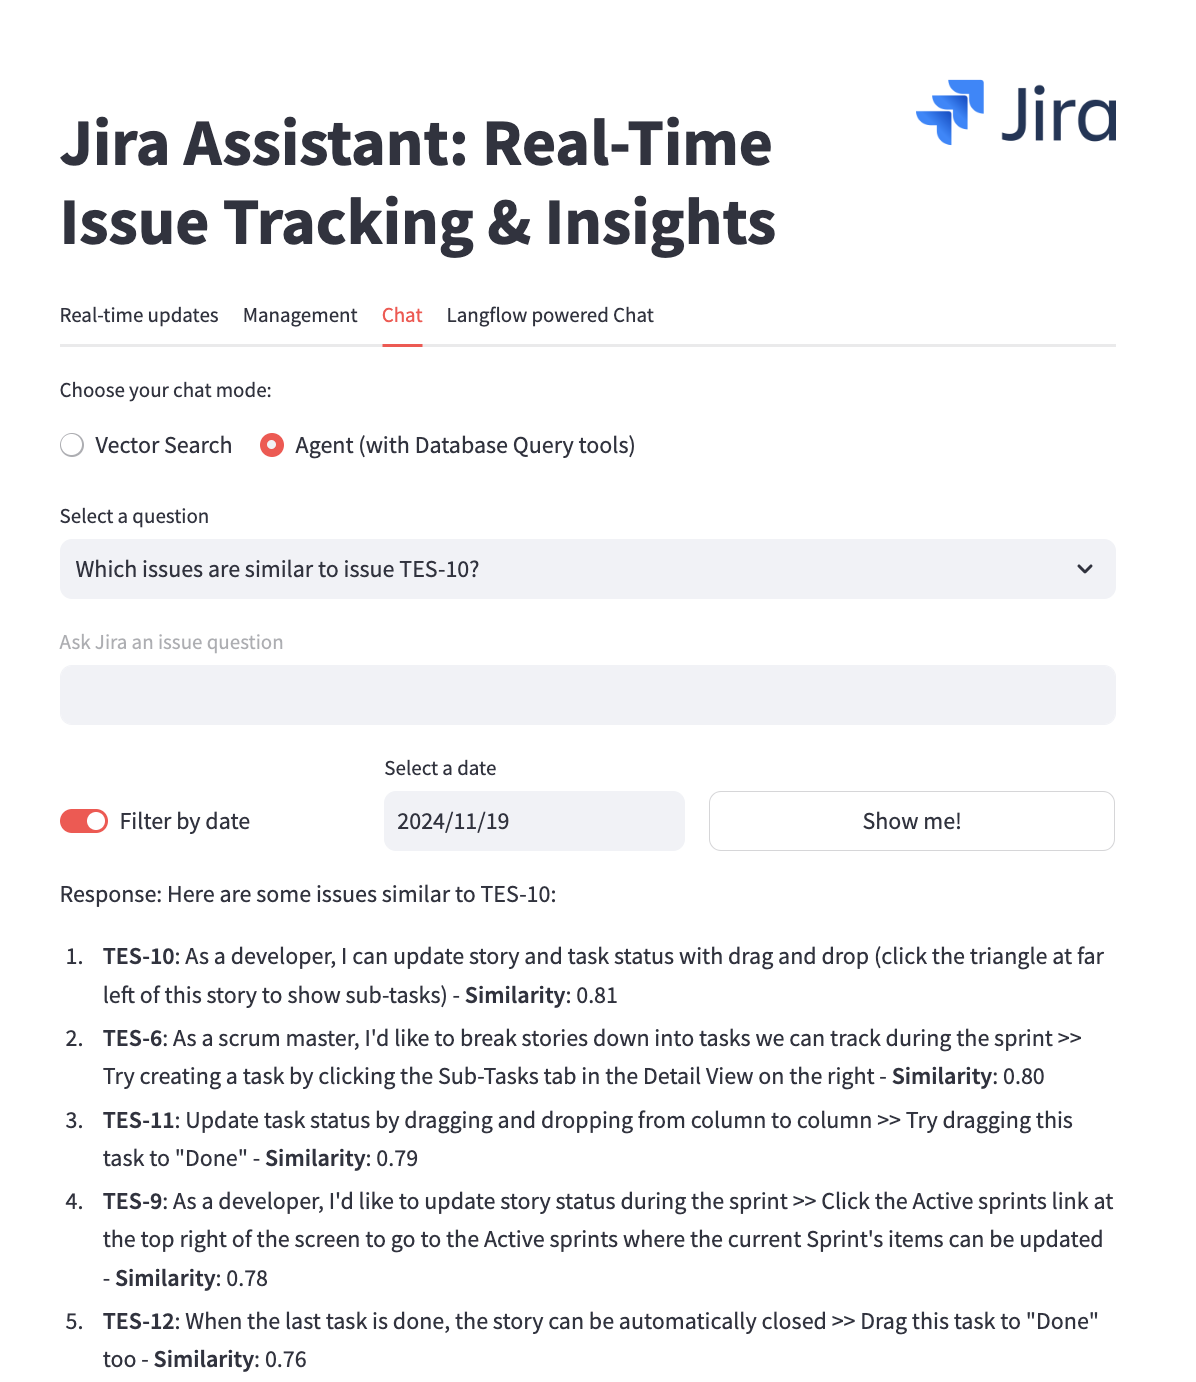 Jira
Jira Assistant: Real-Time
Issue Tracking & Insights
Real-time updates Management Chat Langflow powered Chat
Choose your chat mode:
Vector Search Agent (with Database Query tools)
Select a question
Which issues are similar to issue TES-10?
Ask Jira an issue question
Select a date
Filter by date 2024/11/19 Show me!
Response: Here are some issues similar to TES-10:
1. TES-10: As a developer, I can update story and task status with drag and drop (click the triangle at far
left of this story to show sub-tasks) - Similarity: 0.81
2. TES-6: As a scrum master, I'd like to break stories down into tasks we can track during the sprint >>
Try creating a task by clicking the Sub-Tasks tab in the Detail View on the right - Similarity: 0.80
3. TES-11: Update task status by dragging and dropping from column to column >> Try dragging this
task to "Done" - Similarity: 0.79
4. TES-9: As a developer, I'd like to update story status during the sprint >> Click the Active sprints link at
the top right of the screen to go to the Active sprints where the current Sprint's items can be updated
- Similarity: 0.78
5. TES-12: When the last task is done, the story can be automatically closed >> Drag this task to "Done"
too - Similarity: 0.76